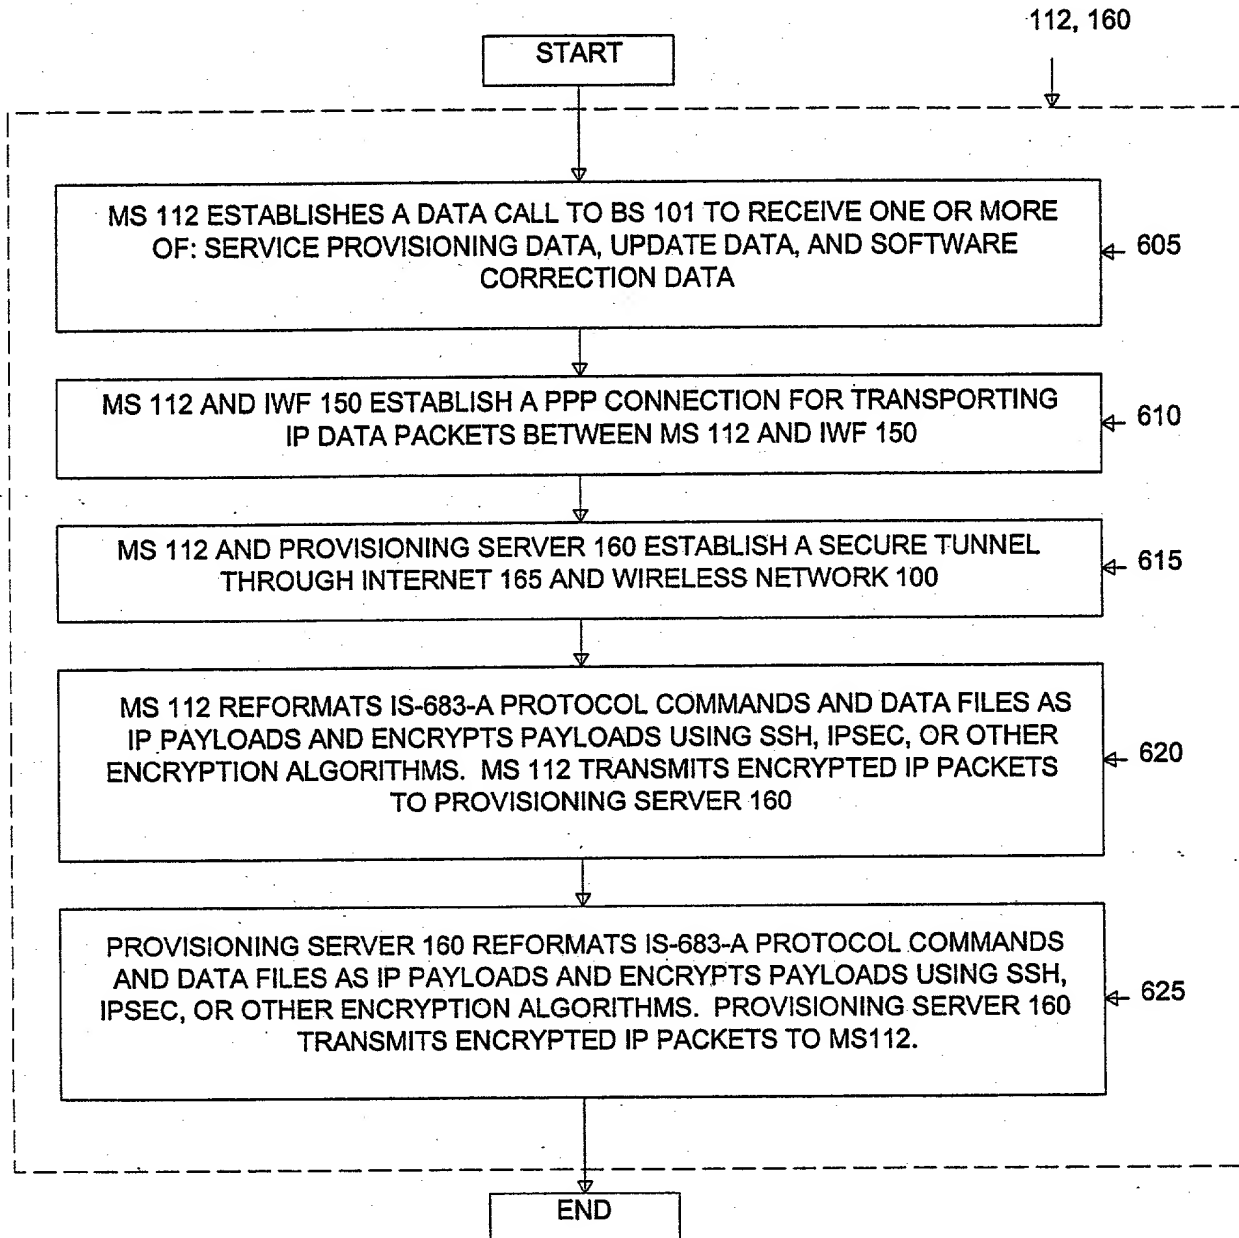 112, 160
START
MS 112 ESTABLISHES A DATA CALL TO BS 101 TO RECEIVE ONE OR MORE
OF: SERVICE PROVISIONING DATA, UPDATE DATA, AND SOFTWARE
CORRECTION DATA
605
MS 112 AND IWF 150 ESTABLISH A PPP CONNECTION FOR TRANSPORTING
IP DATA PACKETS BETWEEN MS 112 AND IWF 150
610
MS 112 AND PROVISIONING SERVER 160 ESTABLISH A SECURE TUNNEL
THROUGH INTERNET 165 AND WIRELESS NETWORK 100
615
MS 112 REFORMATS IS-683-A PROTOCOL COMMANDS AND DATA FILES AS
IP PAYLOADS AND ENCRYPTS PAYLOADS USING SSH, IPSEC, OR OTHER
ENCRYPTION ALGORITHMS. MS 112 TRANSMITS ENCRYPTED IP PACKETS
TO PROVISIONING SERVER 160
620
PROVISIONING SERVER 160 REFORMATS IS-683-A PROTOCOL COMMANDS
AND DATA FILES AS IP PAYLOADS AND ENCRYPTS PAYLOADS USING SSH,
IPSEC, OR OTHER ENCRYPTION ALGORITHMS. PROVISIONING SERVER 160
TRANSMITS ENCRYPTED IP PACKETS TO MS112.
625
END